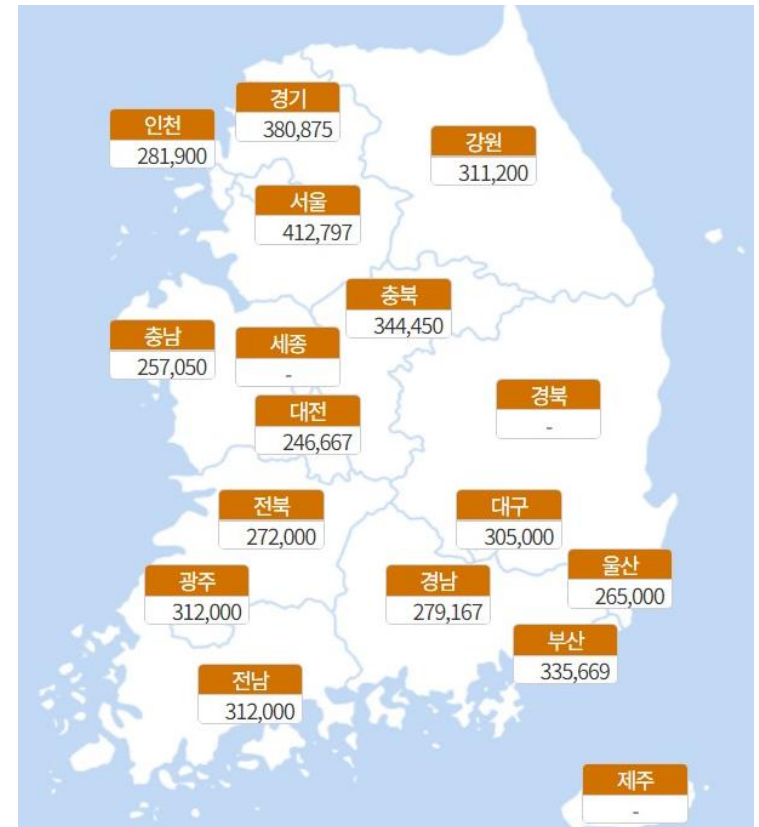 경기
380,875
인천
281,900
강원
311,200
서울
412,797
충북
344,450
충남
257,050
세종
-
대전
246,667
경북
-
전북
272,000
대구
305,000
울산
265,000
광주
312,000
경남
279,167
부산
335,669
전남
312,000
제주
-